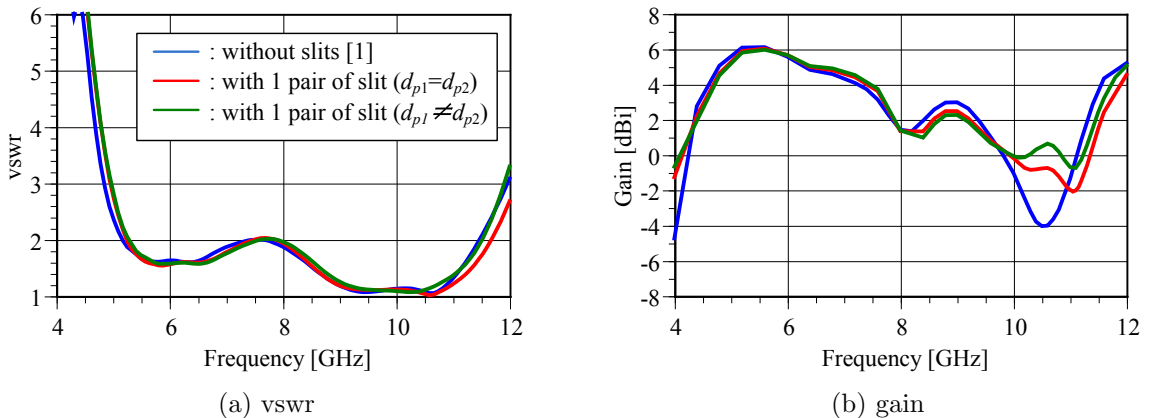 6
5
4
3
2
1
vswr
: without slits [1]
: with 1 pair of slit (dp1=dp2)
: with 1 pair of slit (dp1≠dp2)
4 6 8 10 12
Frequency [GHz]
(a) vswr
8
6
4
2
0
-2
-4
-6
-8
Gain [dBi]
4 6 8 10 12
Frequency [GHz]
(b) gain